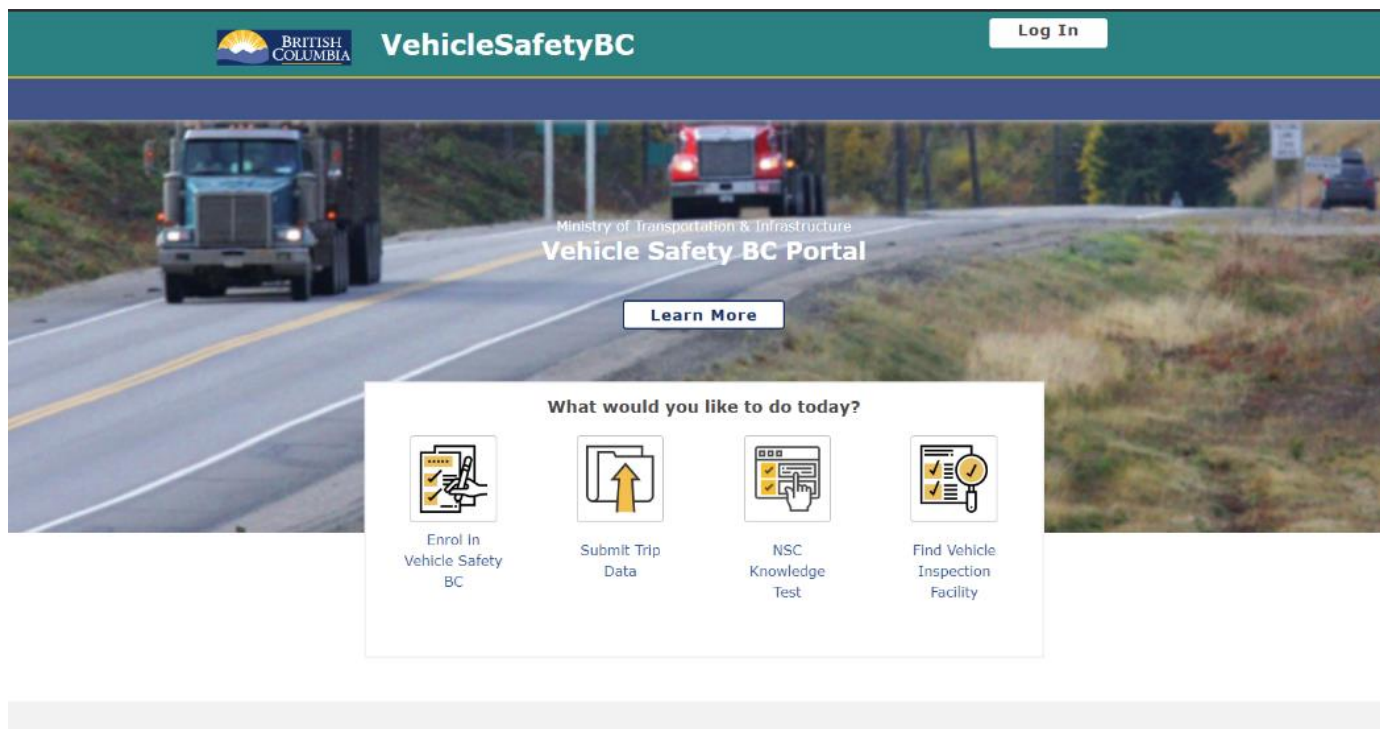 BRITISH
COLUMBIA
VehicleSafetyBC
Log In
Ministry of Transportation & Infrastructure
Vehicle Safety BC Portal
Learn More
What would you like to do today?
Enrol in
Vehicle Safety
BC
Submit Trip
Data
NSC
Knowledge
Test
Find Vehicle
Inspection
Facility